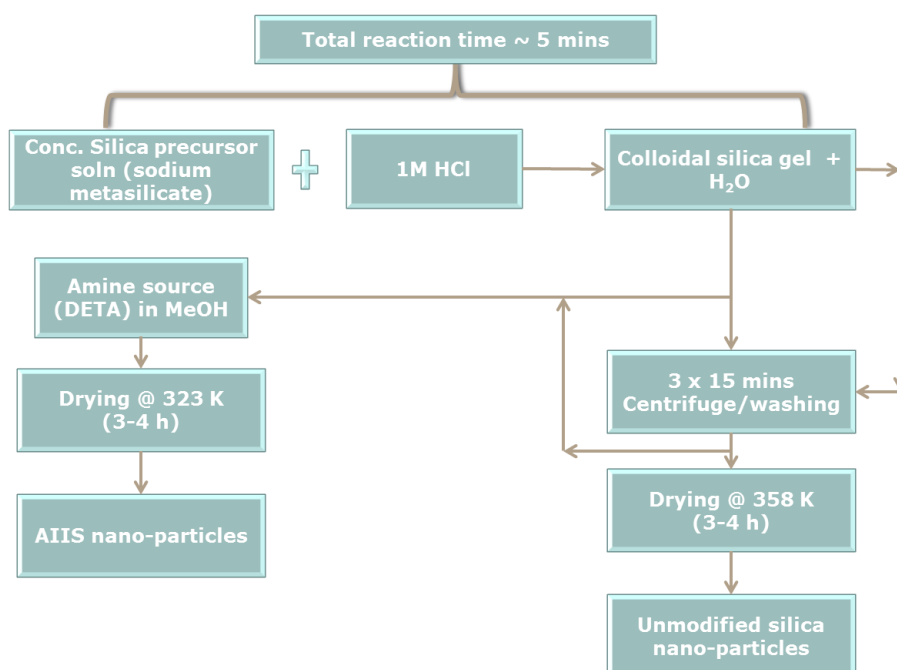 Total reaction time ~ 5 mins
Conc. Silica precursor
soln (sodium
metasilicate)
+
1M HCl
Colloidal silica gel +
H₂O
Amine source
(DETA) in MeOH
3 x 15 mins
Centrifuge/washing
Drying @ 323 K
(3-4 h)
Drying @ 358 K
(3-4 h)
AIIS nano-particles
Unmodified silica
nano-particles